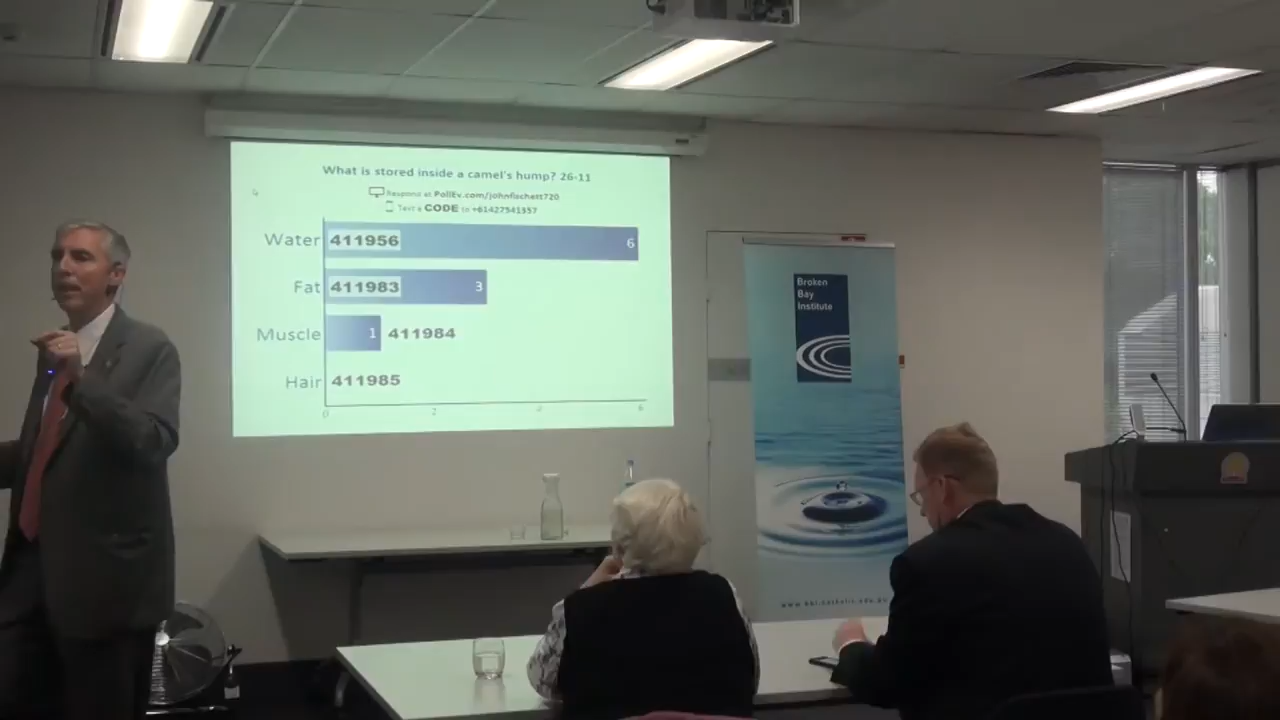 What is stored inside a camel's hump? 26-11
Respond at PollEv.com/johnfischett720
Text a CODE to +61427541357
Water 411956 6
Fat 411983 3
Muscle 1 411984
Hair 411985
0 2 4 6
Broken
Bay
Institute